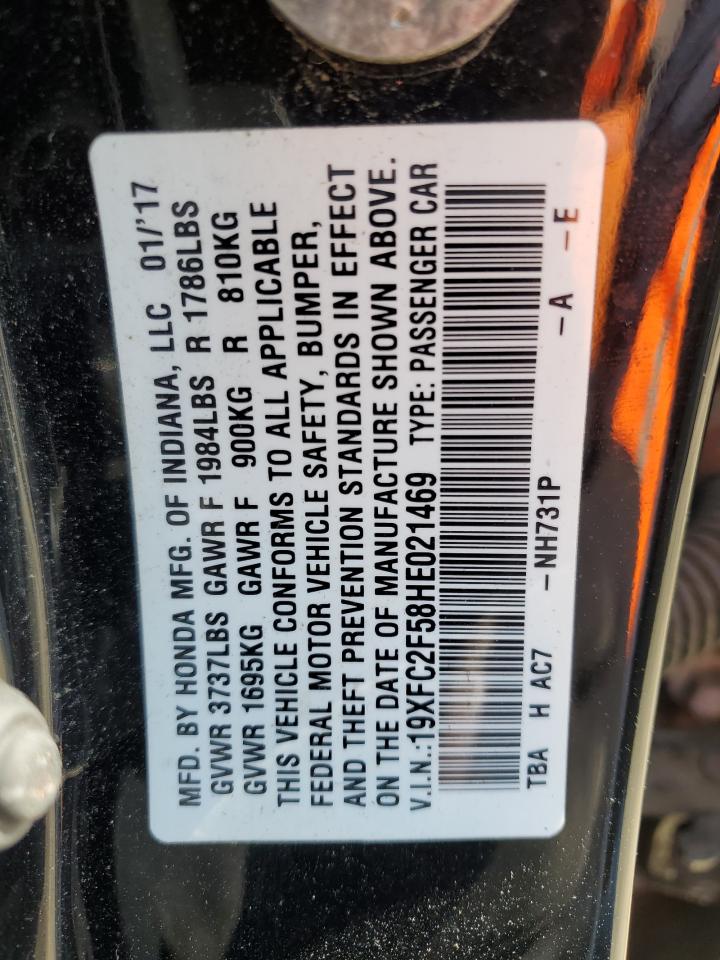 MFD. BY HONDA MFG. OF INDIANA, LLC 01/'17
GVWR 3737LBS GAWR F 1984LBS R 1786LBS
GVWR 1695KG GAWR F 900KG R 810KG
THIS VEHICLE CONFORMS TO ALL APPLICABLE
FEDERAL MOTOR VEHICLE SAFETY, BUMPER,
AND THEFT PREVENTION STANDARDS IN EFFECT
ON THE DATE OF MANUFACTURE SHOWN ABOVE.
V.I.N.:19XFC2F58HE021469 TYPE: PASSENGER CAR
TBA H AC7 -NH731P -A -E